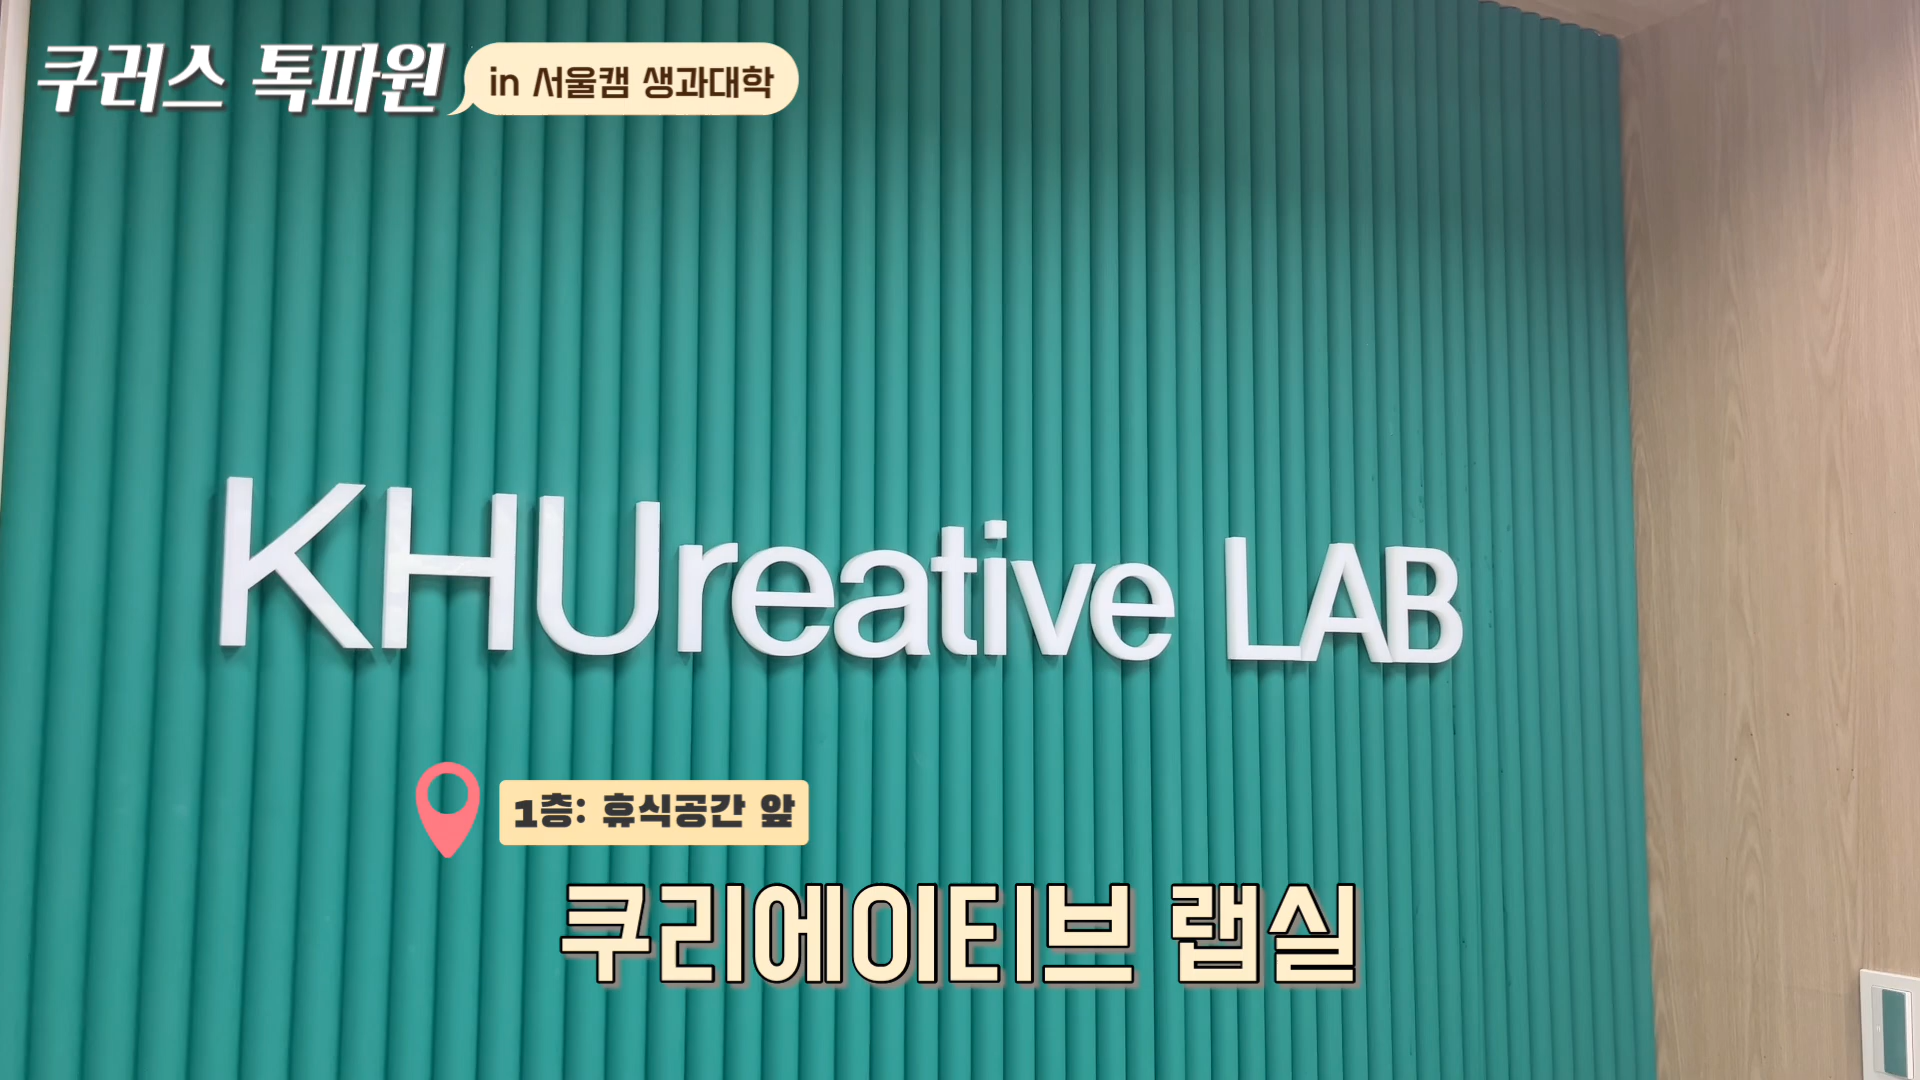 쿠러스 톡파원
in 서울캠 생과대학
KHUreative LAB
1층: 휴식공간 앞
쿠리에이티브 랩실